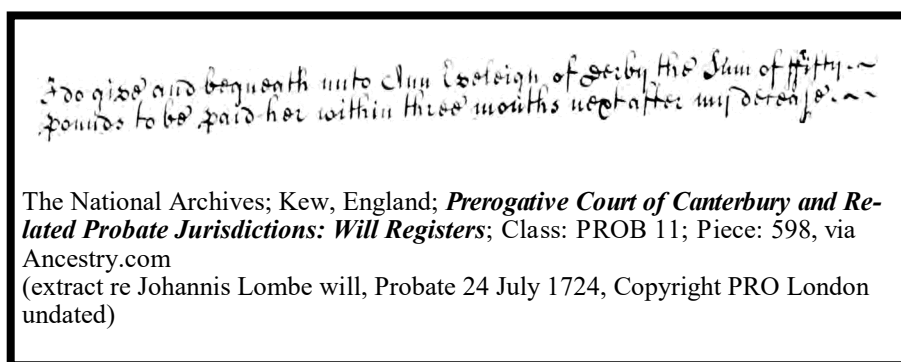 I do give and bequeath unto Ann Eveleigh of derby the Sum of ffifty
pounds to be paid her within three months next after my decease.
The National Archives; Kew, England; Prerogative Court of Canterbury and Re-
lated Probate Jurisdictions: Will Registers; Class: PROB 11; Piece: 598, via
Ancestry.com
(extract re Johannis Lombe will, Probate 24 July 1724, Copyright PRO London
undated)